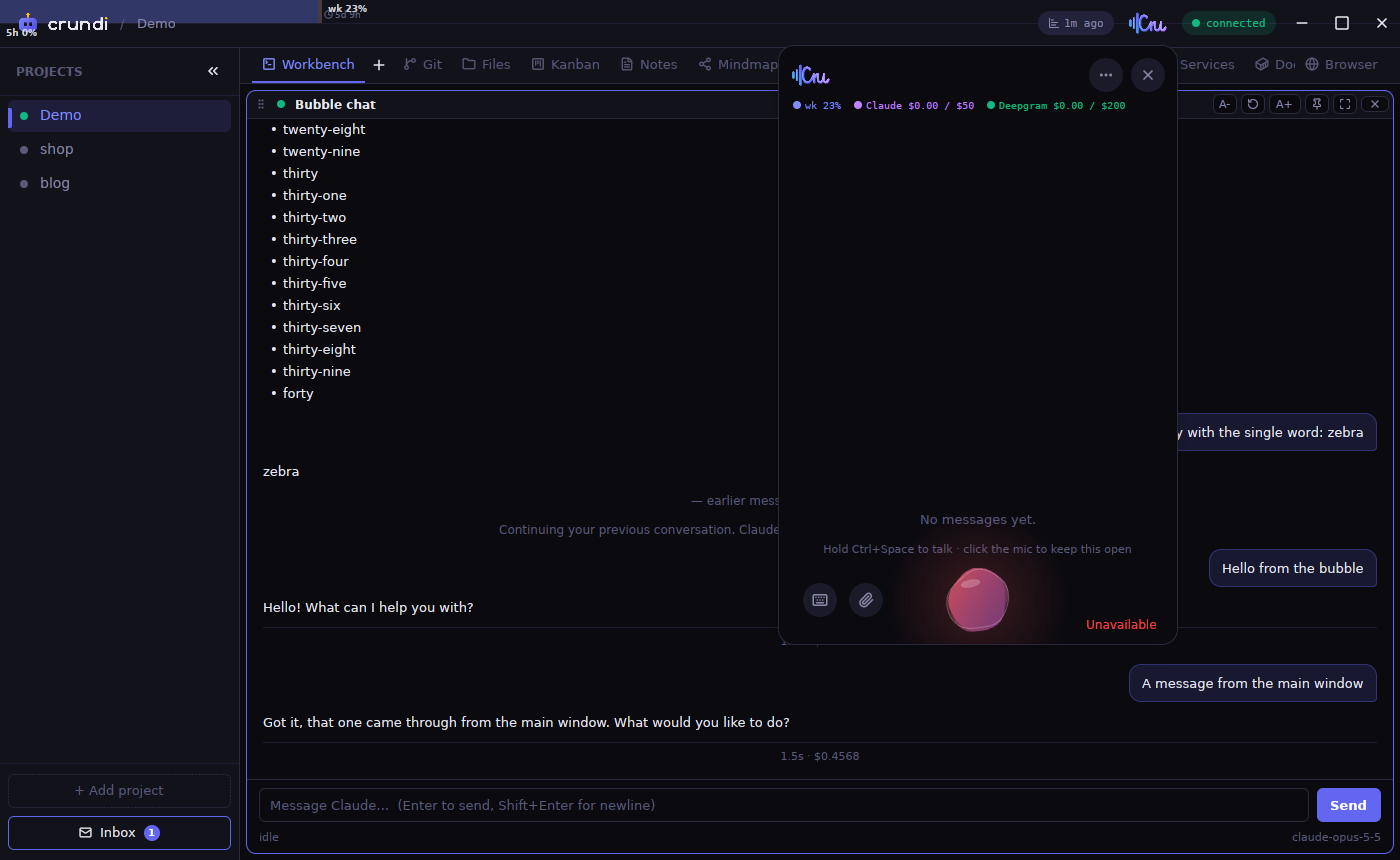 wk 23%
5d 9h
5h 0%
crundi / Demo
1m ago
Cru
connected
PROJECTS
Demo
shop
blog
+ Add project
Inbox 1
Workbench
+
Git
Files
Kanban
Notes
Mindmap
Services
Doc
Browser
Bubble chat
A-
A+
• twenty-eight
• twenty-nine
• thirty
• thirty-one
• thirty-two
• thirty-three
• thirty-four
• thirty-five
• thirty-six
• thirty-seven
• thirty-eight
• thirty-nine
• forty
y with the single word: zebra
zebra
— earlier mess
Continuing your previous conversation. Claude
Hello from the bubble
Hello! What can I help you with?
A message from the main window
Got it, that one came through from the main window. What would you like to do?
1.5s · $0.4568
Message Claude… (Enter to send, Shift+Enter for newline)
Send
idle
claude-opus-5-5
Cru
wk 23%
Claude $0.00 / $50
Deepgram $0.00 / $200
No messages yet.
Hold Ctrl+Space to talk · click the mic to keep this open
Unavailable